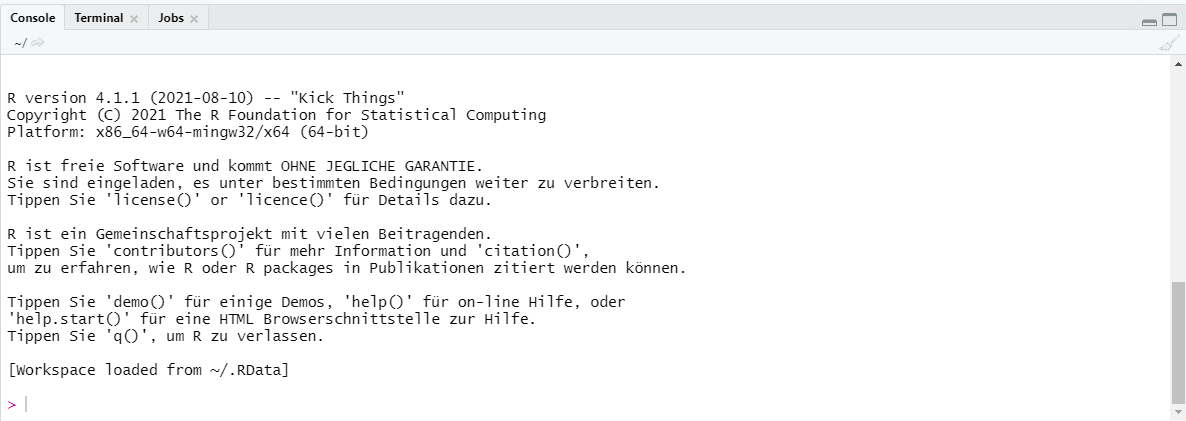 Console Terminal Jobs
~/
R version 4.1.1 (2021-08-10) -- "Kick Things"
Copyright (C) 2021 The R Foundation for Statistical Computing
Platform: x86_64-w64-mingw32/x64 (64-bit)
R ist freie Software und kommt OHNE JEGLICHE GARANTIE.
Sie sind eingeladen, es unter bestimmten Bedingungen weiter zu verbreiten.
Tippen Sie 'license()' or 'licence()' für Details dazu.
R ist ein Gemeinschaftsprojekt mit vielen Beitragenden.
Tippen Sie 'contributors()' für mehr Information und 'citation()',
um zu erfahren, wie R oder R packages in Publikationen zitiert werden können.
Tippen Sie 'demo()' für einige Demos, 'help()' für on-line Hilfe, oder
'help.start()' für eine HTML Browserschnittstelle zur Hilfe.
Tippen Sie 'q()', um R zu verlassen.
[Workspace loaded from ~/.RData]
>